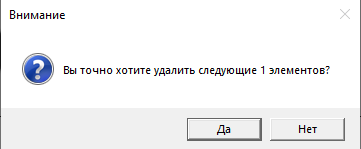 Внимание
Вы точно хотите удалить следующие 1 элементов?
Да
Нет